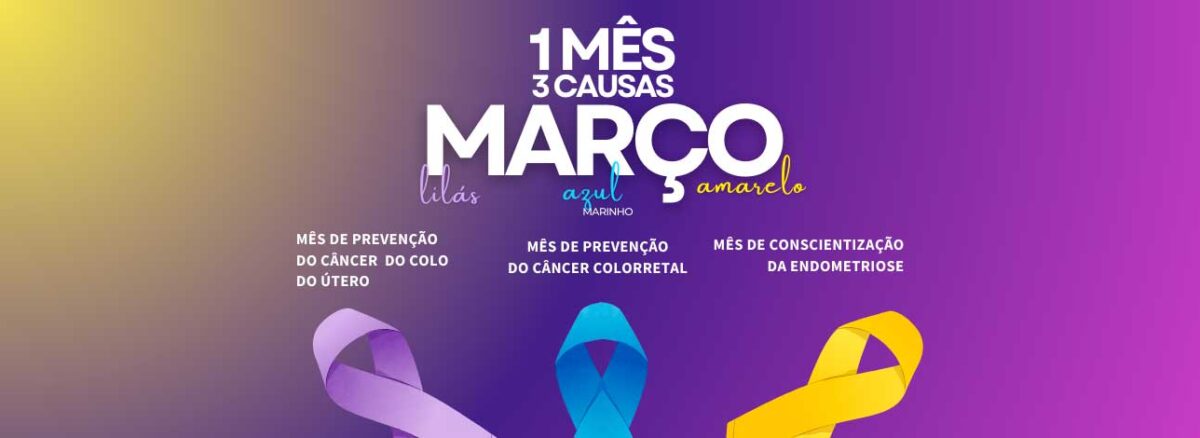 1 MÊS
3 CAUSAS
MARÇO
lilás
azul
MARINHO
amarelo
MÊS DE PREVENÇÃO
DO CÂNCER DO COLO
DO ÚTERO
MÊS DE PREVENÇÃO
DO CÂNCER COLORRETAL
MÊS DE CONSCIENTIZAÇÃO
DA ENDOMETRIOSE